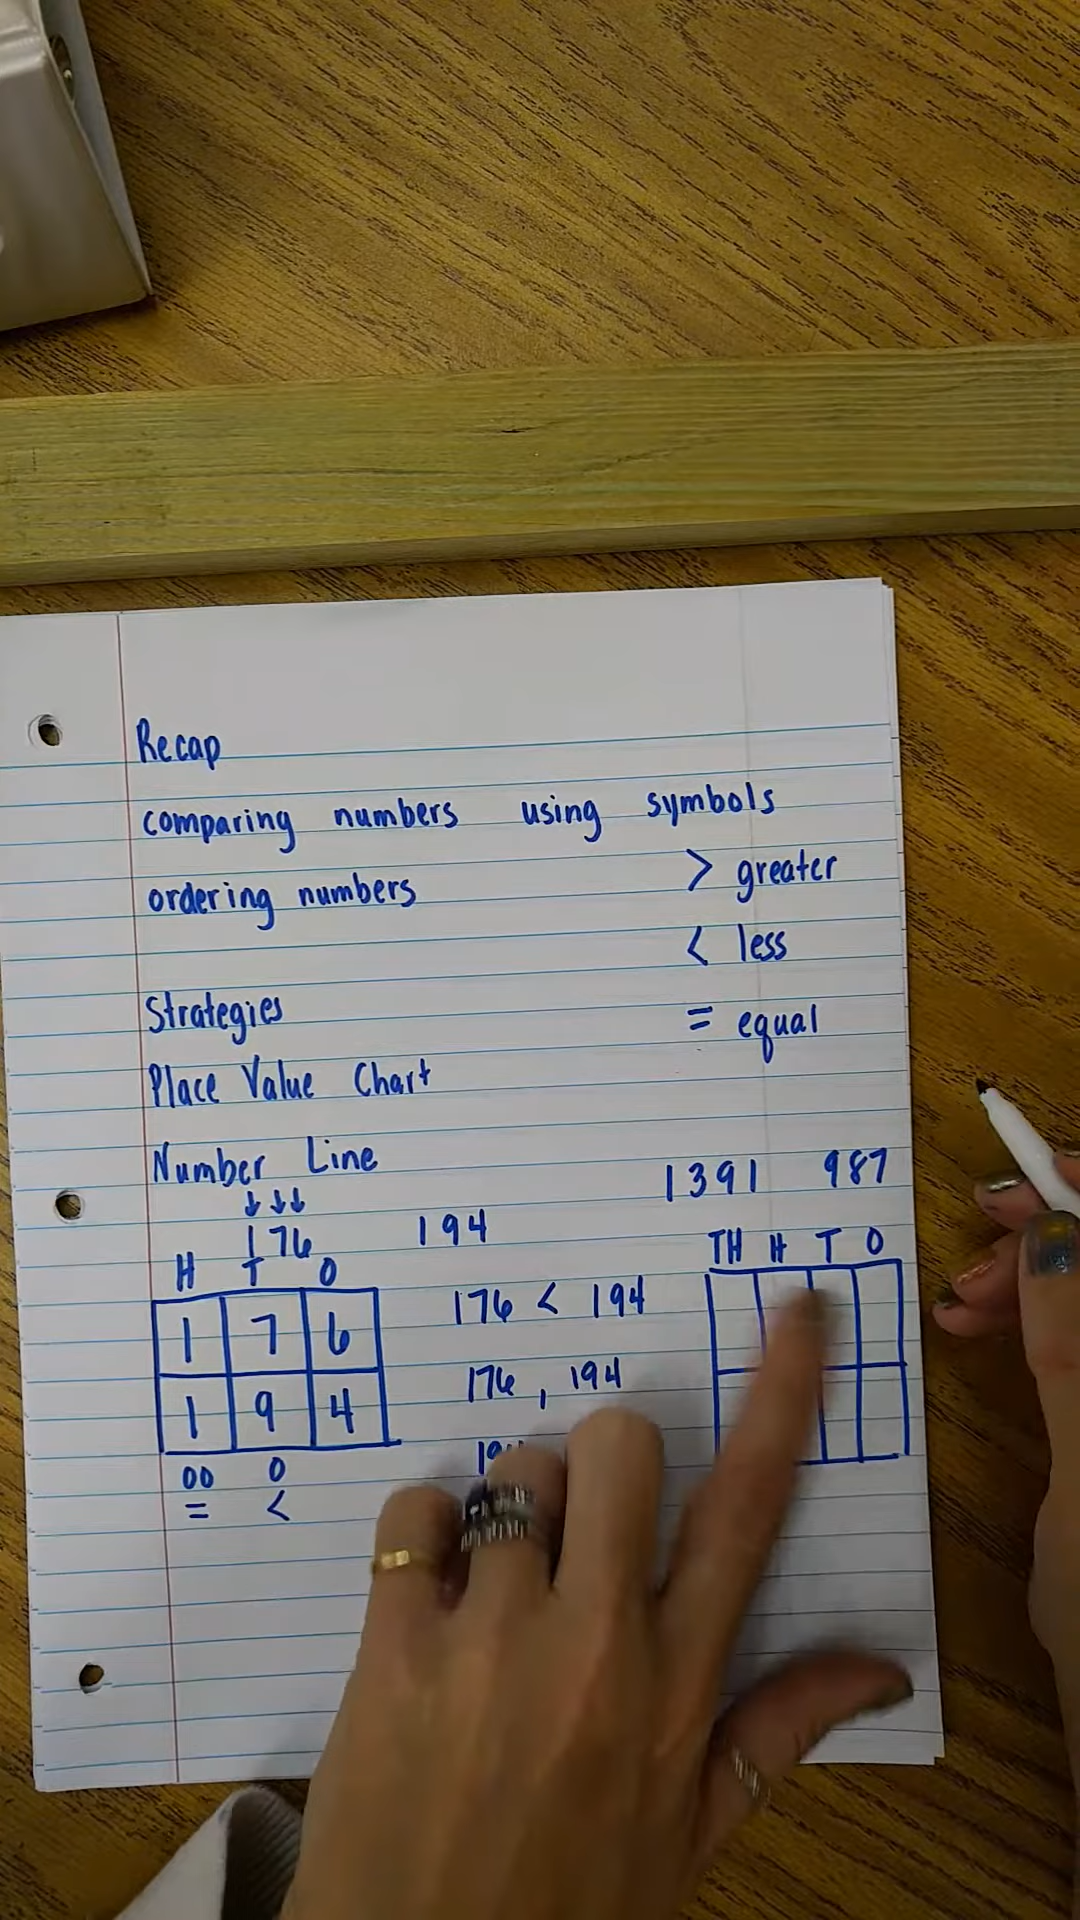 Recap
comparing numbers using symbols
ordering numbers
> greater
< less
= equal
Strategies
Place Value Chart
Number Line
↓ ↓ ↓
176 194
H T O
1 7 6
1 9 4
00 0
= <
176 < 194
176 , 194
1391 987
TH H T O